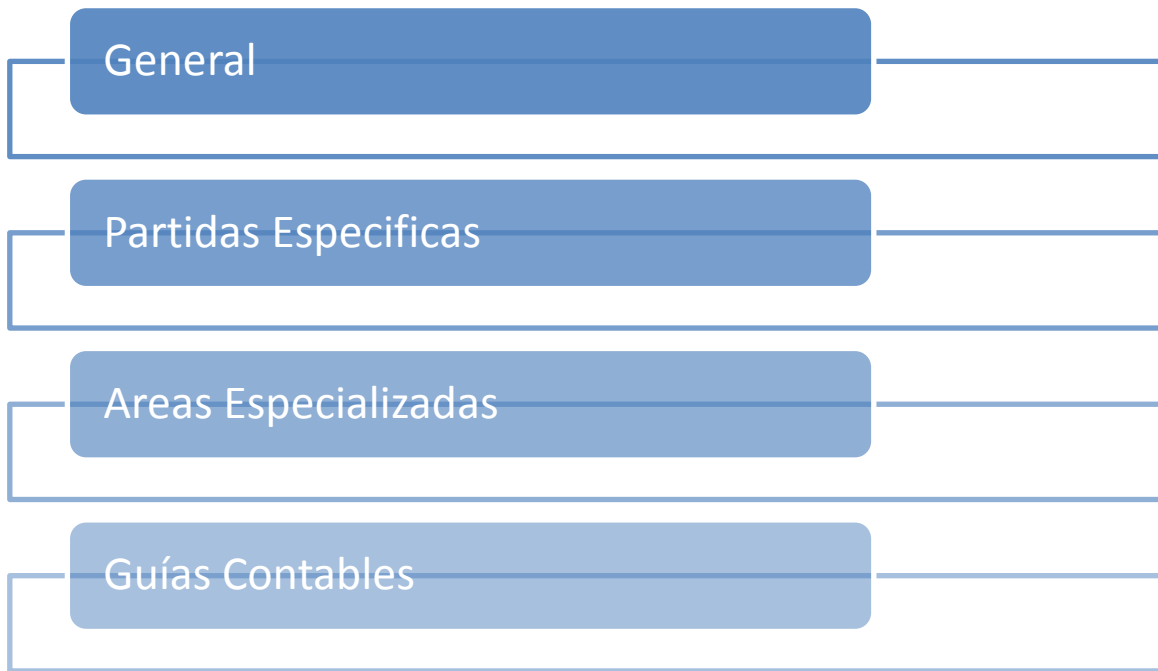 General
Partidas Especificas
Areas Especializadas
Guías Contables